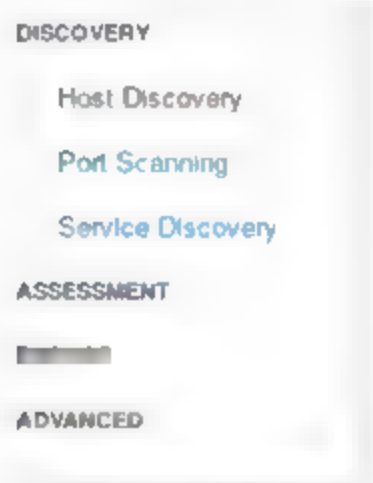 DISCOVERY
Host Discovery
Port Scanning
Service Discovery
ASSESSMENT
ADVANCED